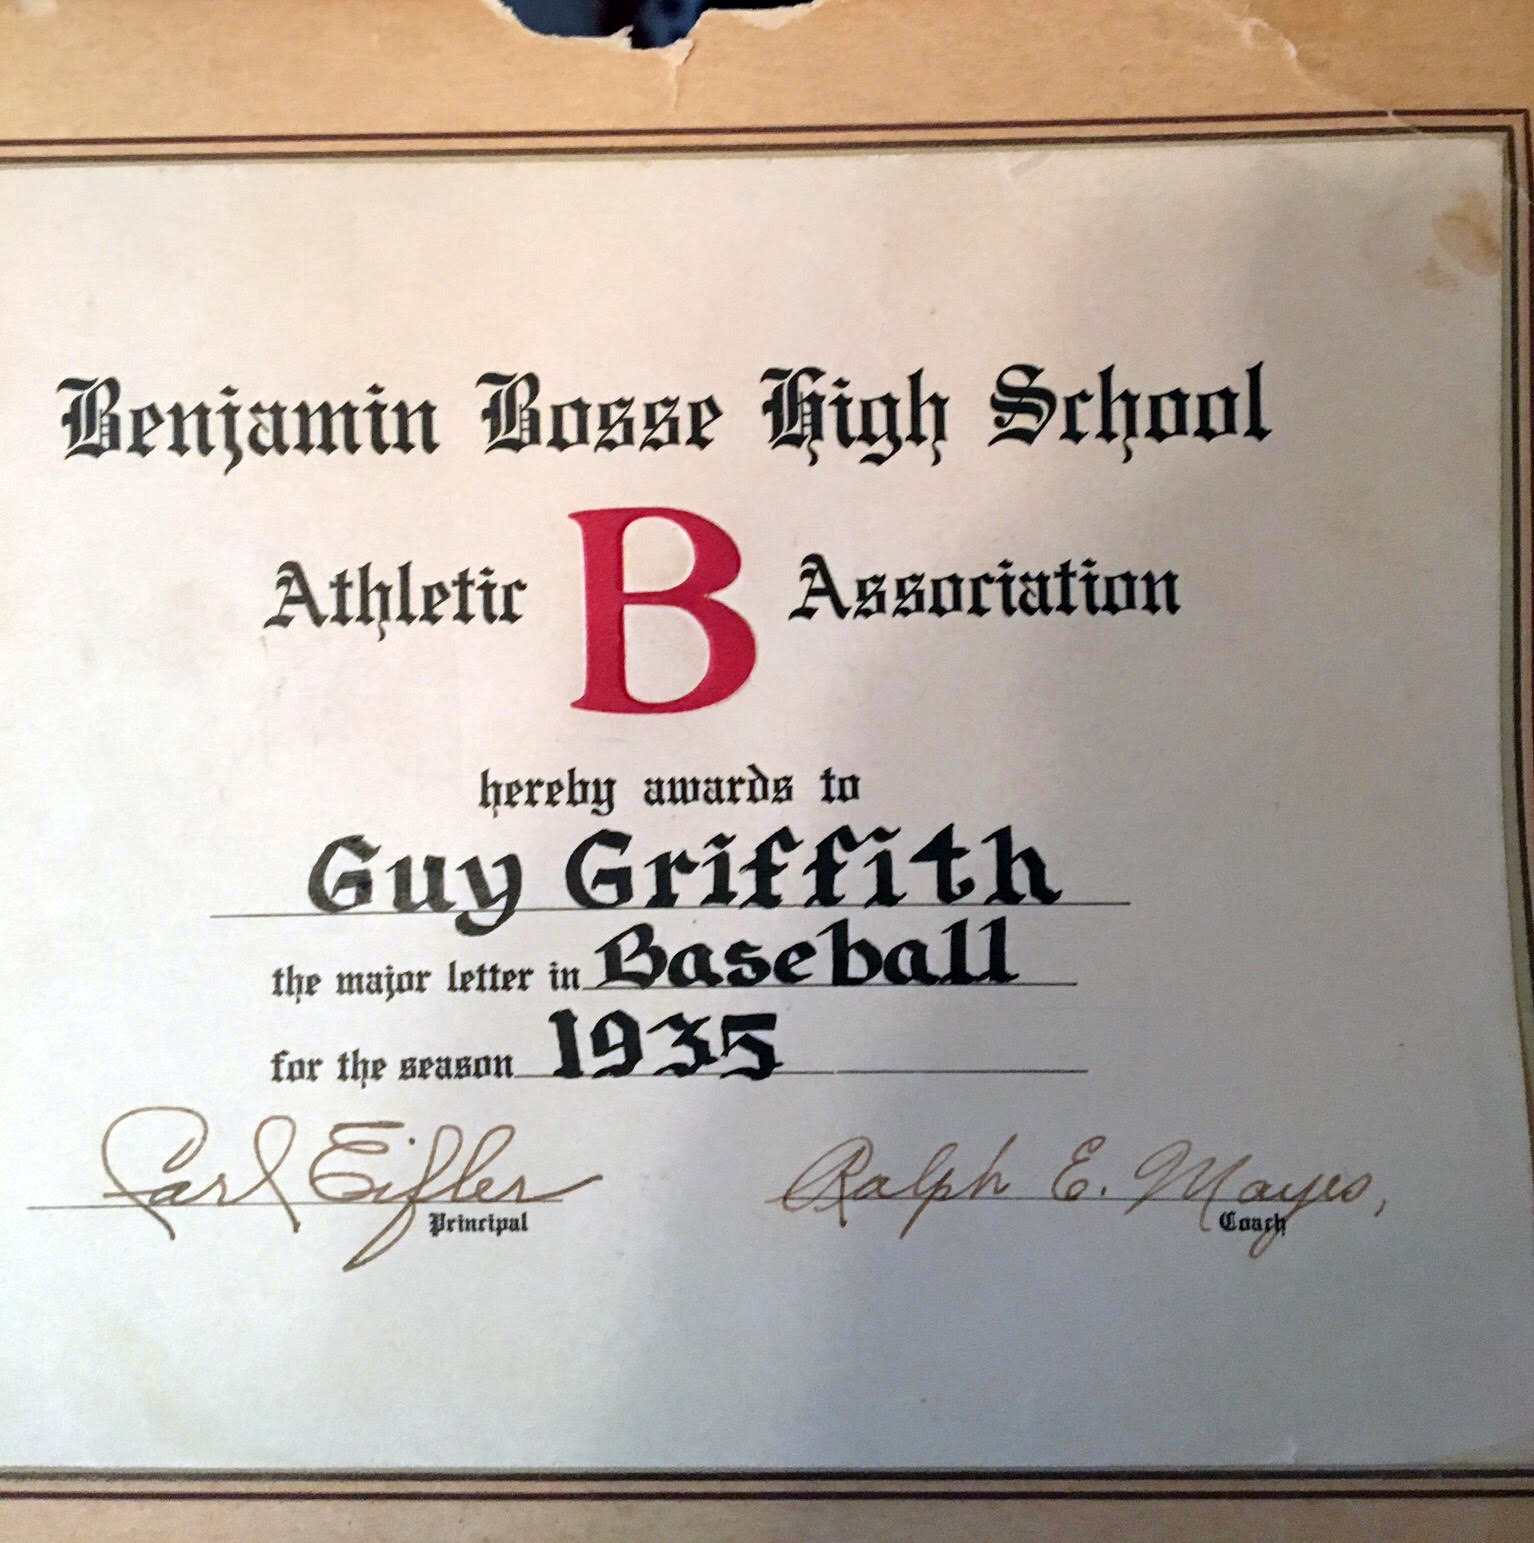 Benjamin Bosse High School
Athletic B Association
hereby awards to
Guy Griffith
the major letter in Baseball
for the season 1935
Carl Eifler Ralph E. Mayes,
Principal Coach